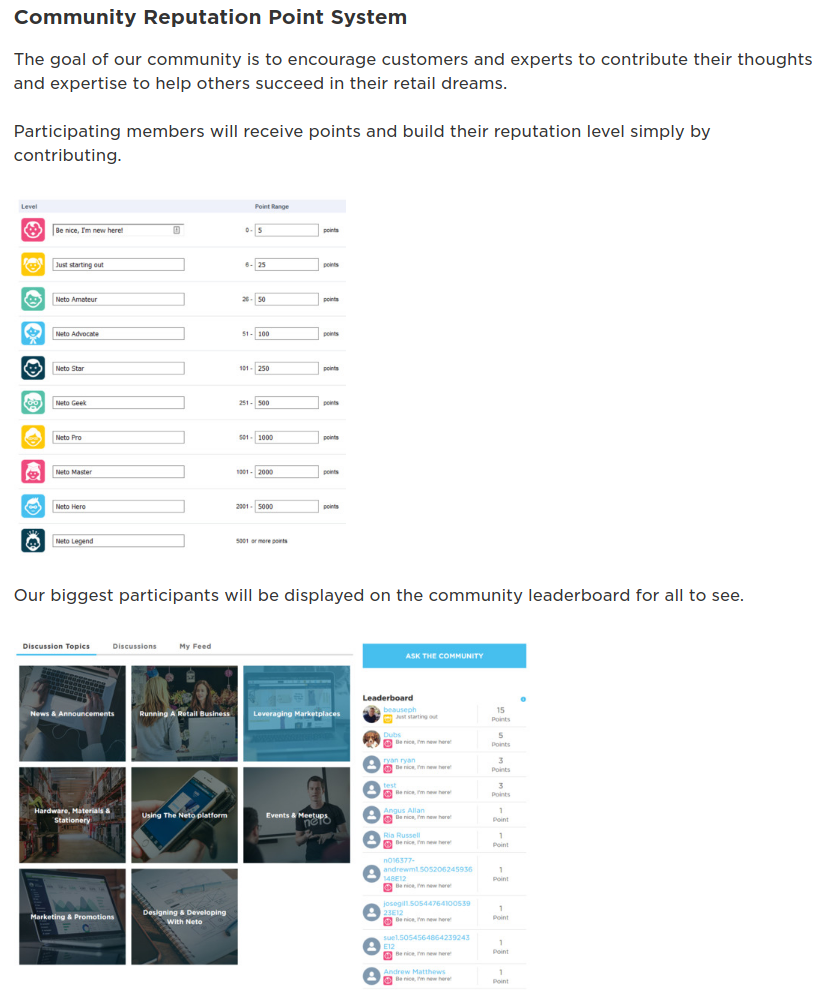 Community Reputation Point System
The goal of our community is to encourage customers and experts to contribute their thoughts
and expertise to help others succeed in their retail dreams.
Participating members will receive points and build their reputation level simply by
contributing.
Level Point Range
Be nice, I'm new here! 0 - 5 points
Just starting out 6 - 25 points
Neto Amateur 26 - 50 points
Neto Advocate 51 - 100 points
Neto Star 101 - 250 points
Neto Geek 251 - 500 points
Neto Pro 501 - 1000 points
Neto Master 1001 - 2000 points
Neto Hero 2001 - 5000 points
Neto Legend 5001 or more points
Our biggest participants will be displayed on the community leaderboard for all to see.
Discussion Topics Discussions My Feed
News & Announcements
Running A Retail Business
Leveraging Marketplaces
Hardware, Materials &
Stationery
Using The Neto platform
Events & Meetups
neto
Marketing & Promotions
Designing & Developing
With Neto
ASK THE COMMUNITY
Leaderboard
beauseph
Just starting out
15
Points
Dubs
Be nice, I'm new here!
5
Points
ryan ryan
Be nice, I'm new here!
3
Points
test
Be nice, I'm new here!
3
Points
Angus Allan
Be nice, I'm new here!
1
Point
Ria Russell
Be nice, I'm new here!
1
Point
n016377-
andrewm1.505206245936
148E12
Be nice, I'm new here!
1
Point
josegil1.50544764100539
23E12
Be nice, I'm new here!
1
Point
sue1.5054564864239243
E12
Be nice, I'm new here!
1
Point
Andrew Matthews
Be nice, I'm new here!
1
Point